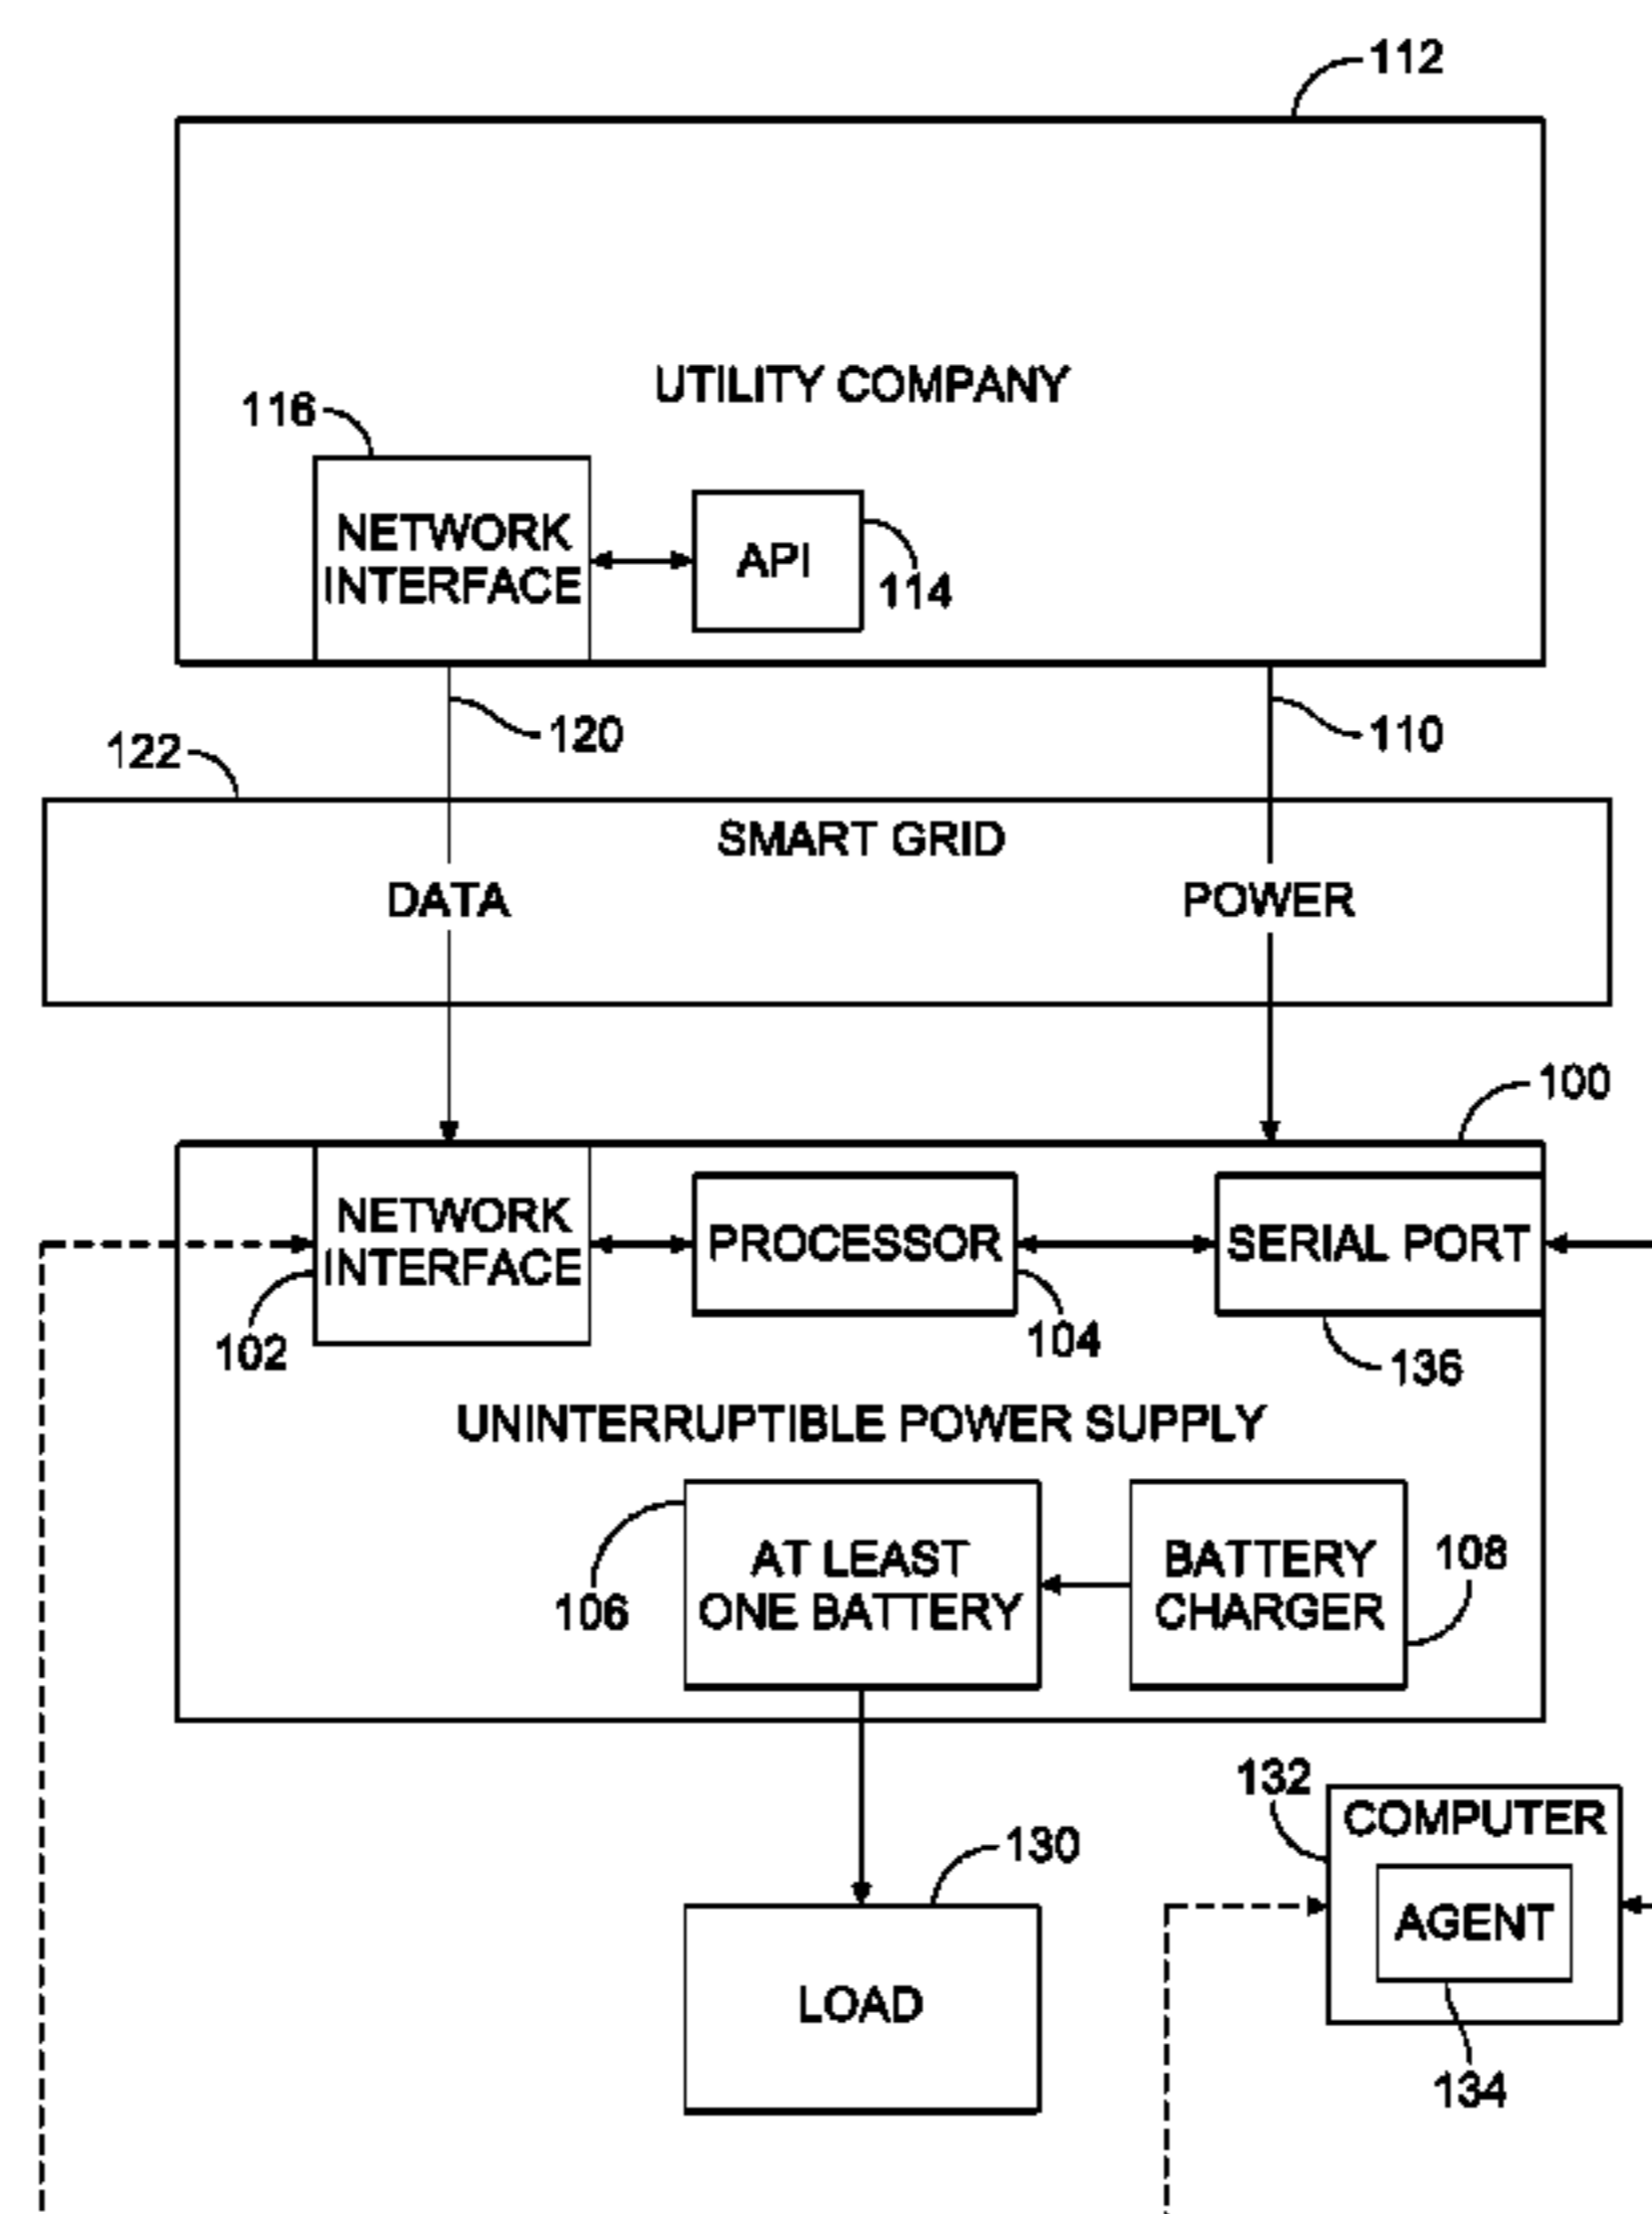 112
UTILITY COMPANY
116
NETWORK
INTERFACE
API
114
120
110
122
SMART GRID
DATA
POWER
100
NETWORK
INTERFACE
PROCESSOR
SERIAL PORT
102
104
136
UNINTERRUPTIBLE POWER SUPPLY
AT LEAST
ONE BATTERY
BATTERY
CHARGER
108
106
132
COMPUTER
130
AGENT
LOAD
134